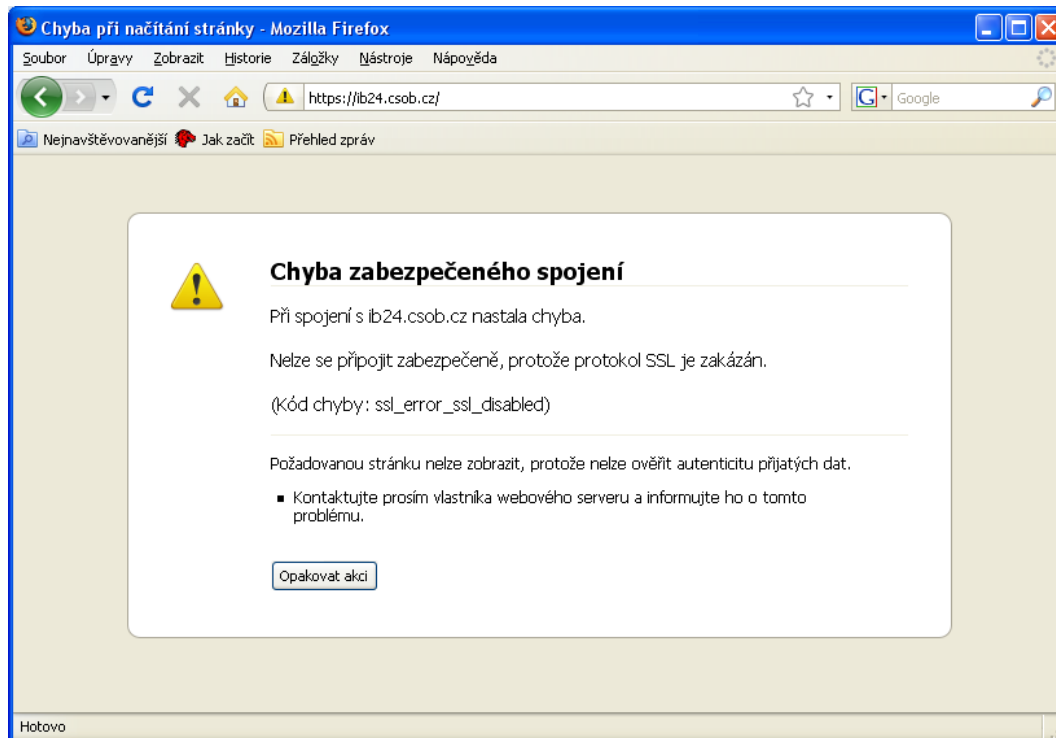 Chyba při načítání stránky - Mozilla Firefox
Soubor Úpravy Zobrazit Historie Záložky Nástroje Nápověda
https://ib24.csob.cz/ G Google
Nejnavštěvovanější Jak začít Přehled zpráv
Chyba zabezpečeného spojení
Při spojení s ib24.csob.cz nastala chyba.
Nelze se připojit zabezpečeně, protože protokol SSL je zakázán.
(Kód chyby: ssl_error_ssl_disabled)
Požadovanou stránku nelze zobrazit, protože nelze ověřit autenticitu přijatých dat.
Kontaktujte prosím vlastníka webového serveru a informujte ho o tomto
problému.
Opakovat akci
Hotovo